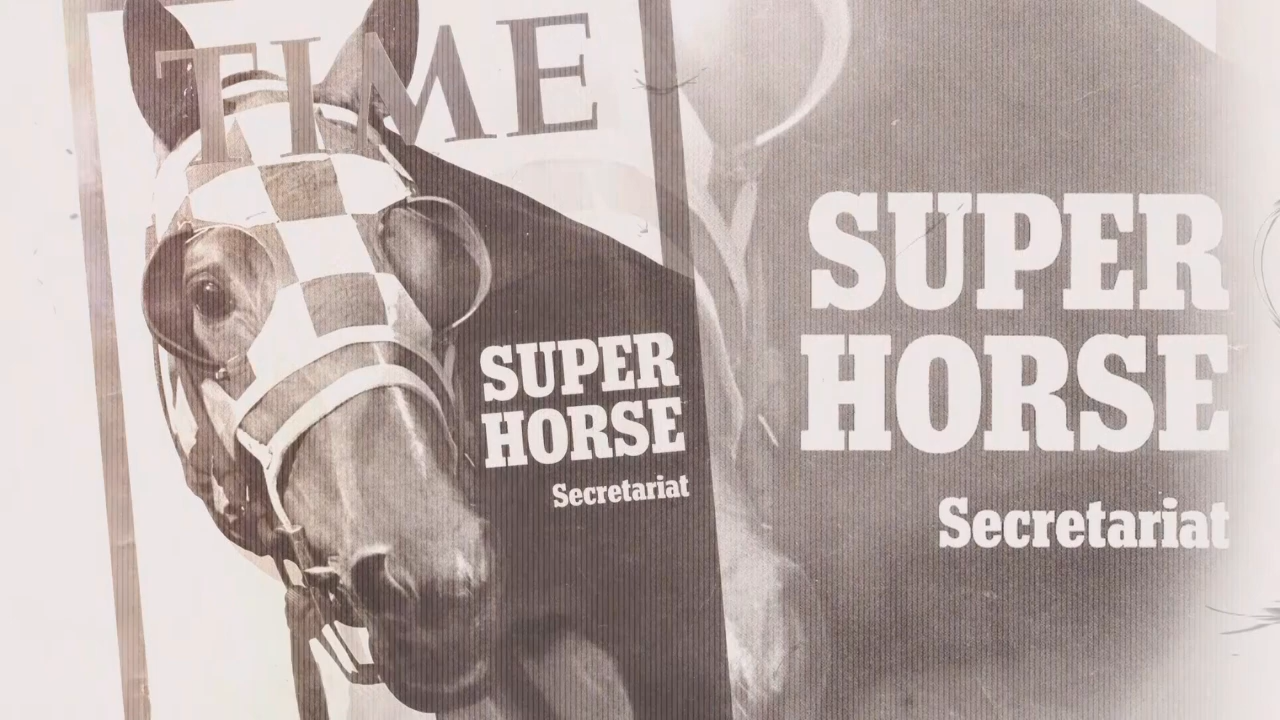 TIME
SUPER
HORSE
Secretariat
SUPER
HORSE
Secretariat